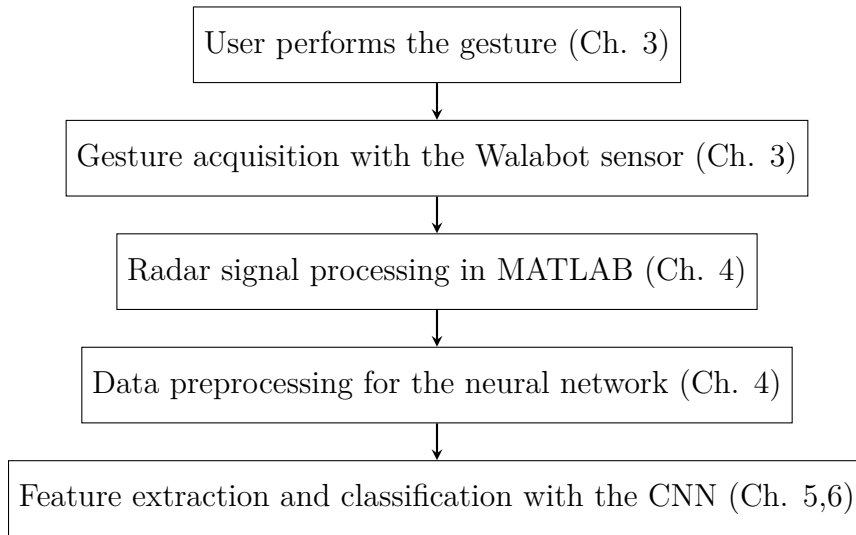 User performs the gesture (Ch. 3)
Gesture acquisition with the Walabot sensor (Ch. 3)
Radar signal processing in MATLAB (Ch. 4)
Data preprocessing for the neural network (Ch. 4)
Feature extraction and classification with the CNN (Ch. 5,6)